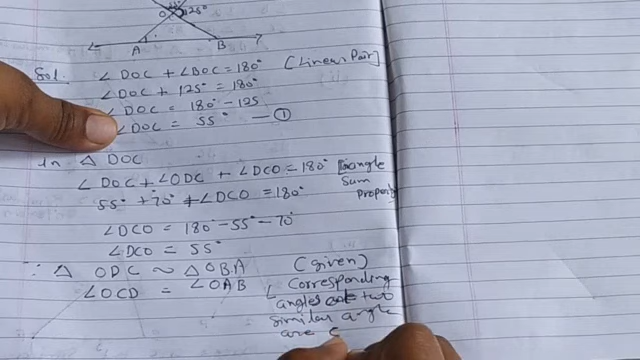 O 125°
A B
Sol. ∠DOC + ∠BOC = 180° [Linear Pair]
∠DOC + 125° = 180°
∠DOC = 180° - 125
∠DOC = 55° — ①
In △ DOC
∠DOC + ∠ODC + ∠DCO = 180° [angle
55° + 70° + ∠DCO = 180° sum
property
∠DCO = 180° - 55° - 70°
∠DCO = 55°
∵ △ ODC ~ △OBA (given)
∠OCD = ∠OAB [ Corresponding
angles two
similar angle
are